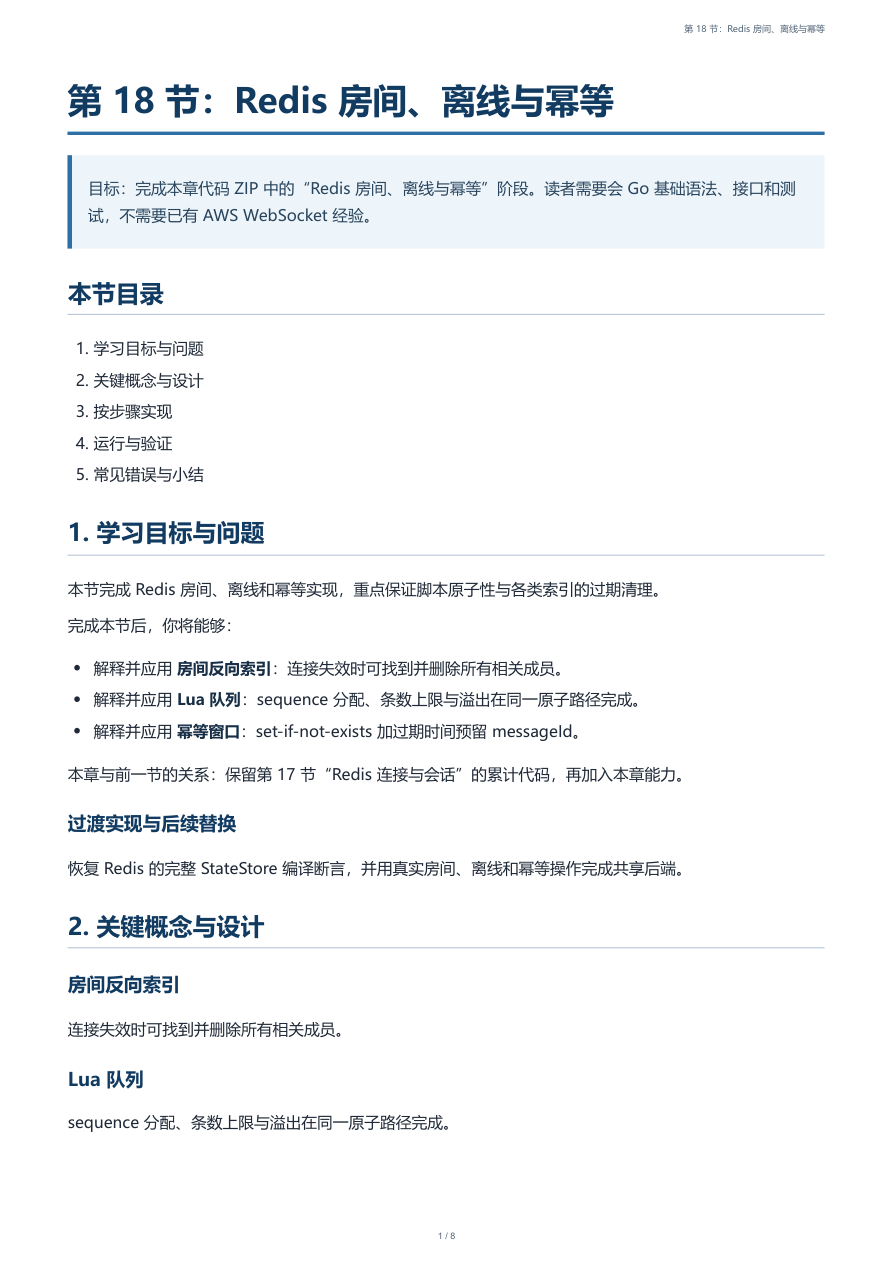 第 18 节：Redis 房间、离线与幂等
第 18 节：Redis 房间、离线与幂等
目标：完成本章代码 ZIP 中的“Redis 房间、离线与幂等”阶段。读者需要会 Go 基础语法、接口和测
试，不需要已有 AWS WebSocket 经验。
本节目录
1. 学习目标与问题
2. 关键概念与设计
3. 按步骤实现
4. 运行与验证
5. 常见错误与小结
1. 学习目标与问题
本节完成 Redis 房间、离线和幂等实现，重点保证脚本原子性与各类索引的过期清理。
完成本节后，你将能够：
• 解释并应用 房间反向索引：连接失效时可找到并删除所有相关成员。
• 解释并应用 Lua 队列：sequence 分配、条数上限与溢出在同一原子路径完成。
• 解释并应用 幂等窗口：set-if-not-exists 加过期时间预留 messageId。
本章与前一节的关系：保留第 17 节“Redis 连接与会话”的累计代码，再加入本章能力。
过渡实现与后续替换
恢复 Redis 的完整 StateStore 编译断言，并用真实房间、离线和幂等操作完成共享后端。
2. 关键概念与设计
房间反向索引
连接失效时可找到并删除所有相关成员。
Lua 队列
sequence 分配、条数上限与溢出在同一原子路径完成。
1 / 8